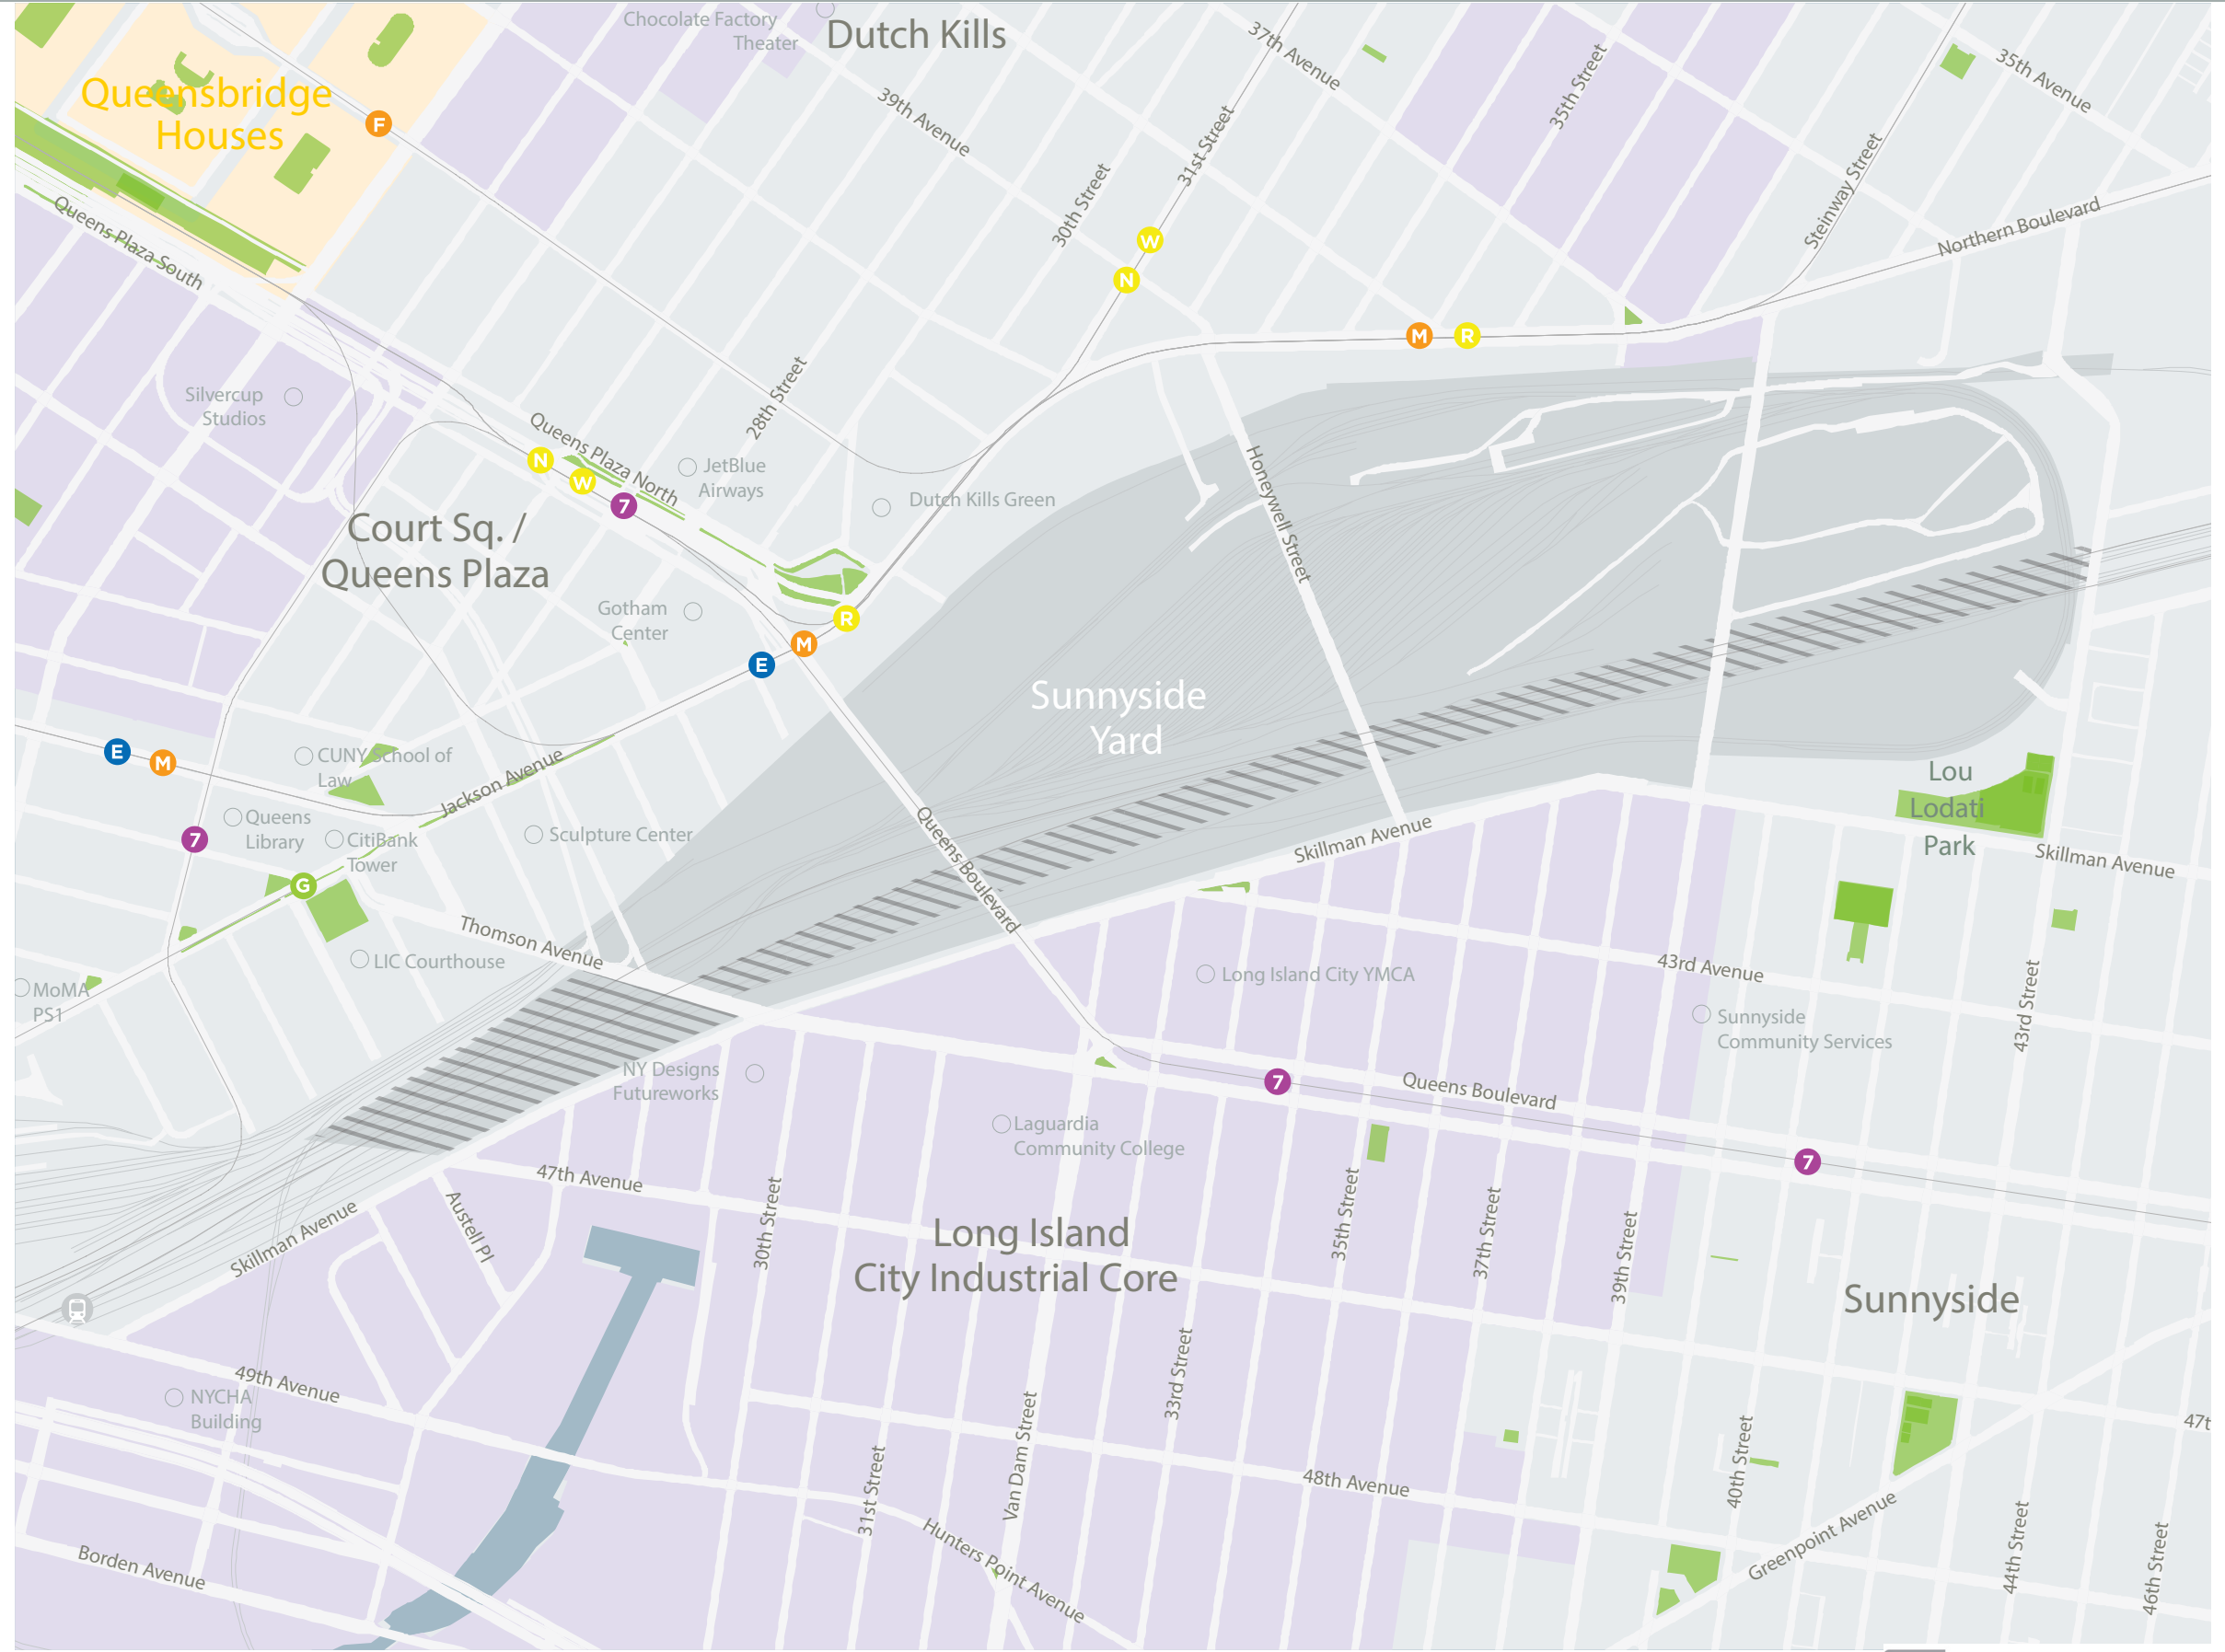 Chocolate Factory
Theater
Dutch Kills
37th Avenue
35th Street
35th Avenue
Queensbridge
Houses
F
39th Avenue
31st Street
30th Street
Steinway Street
Northern Boulevard
Queens Plaza South
W
N
M
R
Silvercup
Studios
28th Street
Queens Plaza North
N
W
7
JetBlue
Airways
Dutch Kills Green
Honeywell Street
Court Sq. /
Queens Plaza
Gotham
Center
R
M
E
Sunnyside
Yard
E
M
CUNY School of
Law
Jackson Avenue
Lou
Lodati
Park
Queens
Library
7
CitiBank
Tower
Sculpture Center
Queens Boulevard
Skillman Avenue
Skillman Avenue
G
Thomson Avenue
LIC Courthouse
MoMA
PS1
Long Island City YMCA
43rd Avenue
43rd Street
Sunnyside
Community Services
NY Designs
Futureworks
7
Queens Boulevard
Laguardia
Community College
7
47th Avenue
Austell Pl
30th Street
35th Street
37th Street
39th Street
Skillman Avenue
Long Island
City Industrial Core
Sunnyside
49th Avenue
NYCHA
Building
33rd Street
Van Dam Street
31st Street
48th Avenue
40th Street
47t
Greenpoint Avenue
44th Street
46th Street
Hunters Point Avenue
Borden Avenue